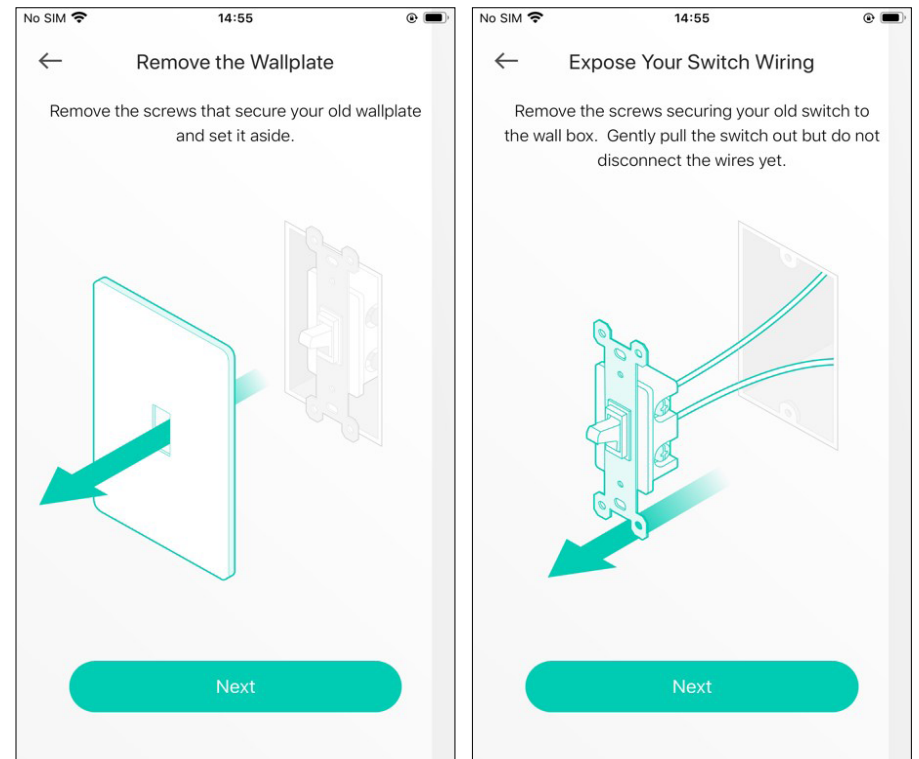 No SIM 14:55
Remove the Wallplate
Remove the screws that secure your old wallplate
and set it aside.
Next
No SIM 14:55
Expose Your Switch Wiring
Remove the screws securing your old switch to
the wall box. Gently pull the switch out but do not
disconnect the wires yet.
Next